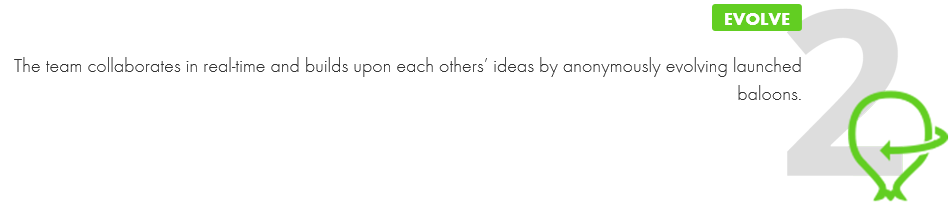 EVOLVE
2
The team collaborates in real-time and builds upon each others’ ideas by anonymously evolving launched
baloons.